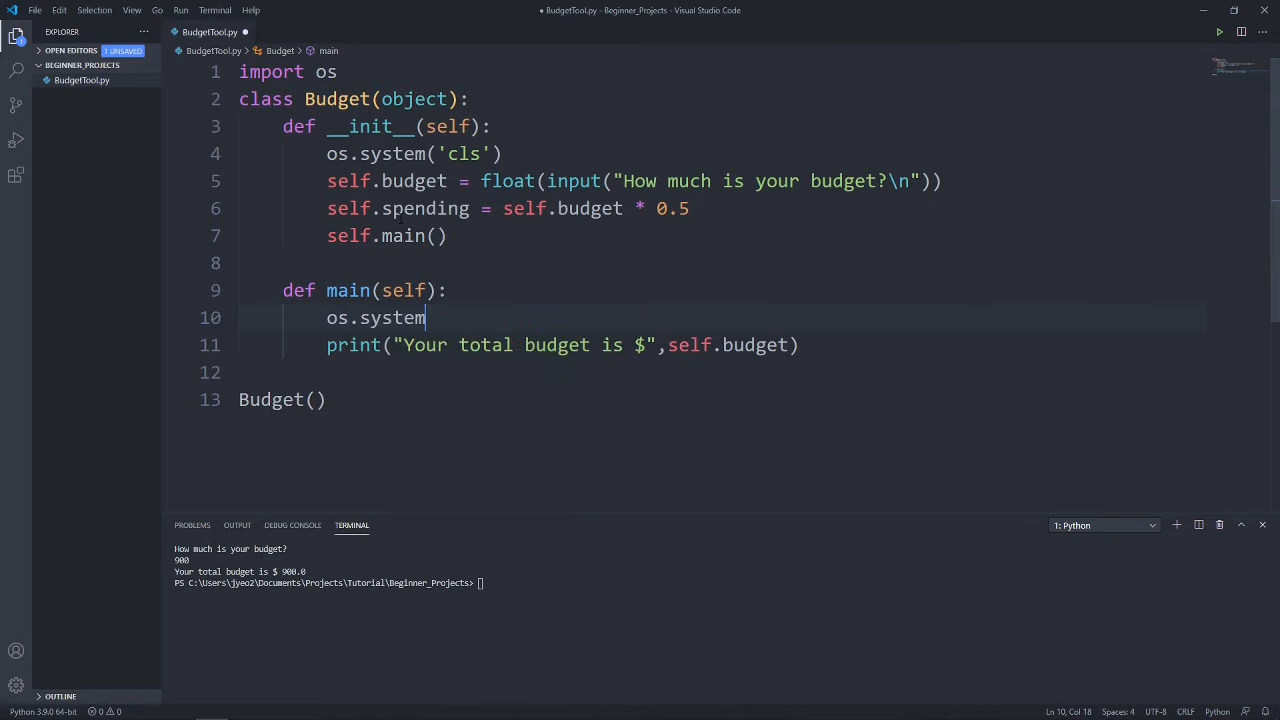 File Edit Selection View Go Run Terminal Help
● BudgetTool.py - Beginner_Projects - Visual Studio Code
EXPLORER
BudgetTool.py
OPEN EDITORS 1 UNSAVED
BudgetTool.py > Budget > main
BEGINNER_PROJECTS
BudgetTool.py
1 import os
2 class Budget(object):
3 def __init__(self):
4 os.system('cls')
5 self.budget = float(input("How much is your budget?\n"))
6 self.spending = self.budget * 0.5
7 self.main()
8
9 def main(self):
10 os.system
11 print("Your total budget is $",self.budget)
12
13 Budget()
PROBLEMS OUTPUT DEBUG CONSOLE TERMINAL
1: Python
How much is your budget?
900
Your total budget is $ 900.0
PS C:\Users\jyeo2\Documents\Projects\Tutorial\Beginner_Projects>
OUTLINE
Python 3.9.0 64-bit 0 0
Ln 10, Col 18 Spaces: 4 UTF-8 CRLF Python